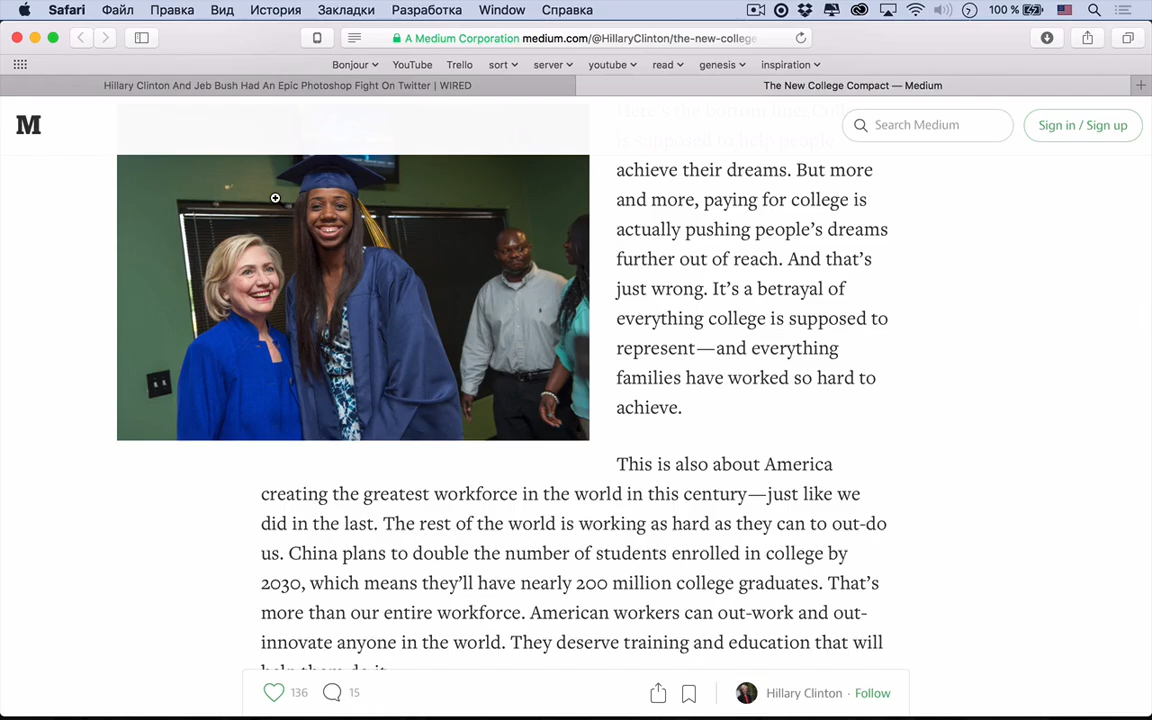 Safari Файл Правка Вид История Закладки Разработка Window Справка 100 %
A Medium Corporation medium.com/@HillaryClinton/the-new-college
Bonjour YouTube Trello sort server youtube read genesis inspiration
Hillary Clinton And Jeb Bush Had An Epic Photoshop Fight On Twitter | WIRED The New College Compact — Medium
M Search Medium Sign in / Sign up
Here's the bottom line. Coll
is supposed to help people
achieve their dreams. But more
and more, paying for college is
actually pushing people's dreams
further out of reach. And that's
just wrong. It's a betrayal of
everything college is supposed to
represent—and everything
families have worked so hard to
achieve.
This is also about America
creating the greatest workforce in the world in this century—just like we
did in the last. The rest of the world is working as hard as they can to out-do
us. China plans to double the number of students enrolled in college by
2030, which means they'll have nearly 200 million college graduates. That's
more than our entire workforce. American workers can out-work and out-
innovate anyone in the world. They deserve training and education that will
help them do it.
136 15 Hillary Clinton · Follow